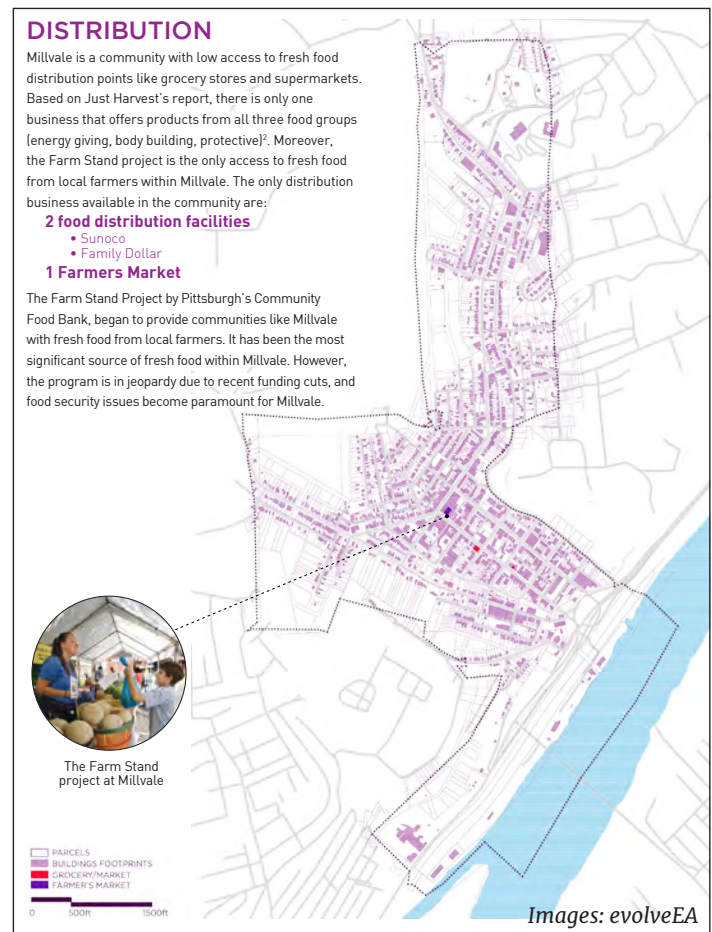 DISTRIBUTION
Millvale is a community with low access to fresh food
distribution points like grocery stores and supermarkets.
Based on Just Harvest's report, there is only one
business that offers products from all three food groups
(energy giving, body building, protective)². Moreover,
the Farm Stand project is the only access to fresh food
from local farmers within Millvale. The only distribution
business available in the community are:
2 food distribution facilities
• Sunoco
• Family Dollar
1 Farmers Market
The Farm Stand Project by Pittsburgh's Community
Food Bank, began to provide communities like Millvale
with fresh food from local farmers. It has been the most
significant source of fresh food within Millvale. However,
the program is in jeopardy due to recent funding cuts, and
food security issues become paramount for Millvale.
The Farm Stand
project at Millvale
PARCELS
BUILDINGS FOOTPRINTS
GROCERY/MARKET
FARMER'S MARKET
0 500ft 1500ft
Images: evolveEA